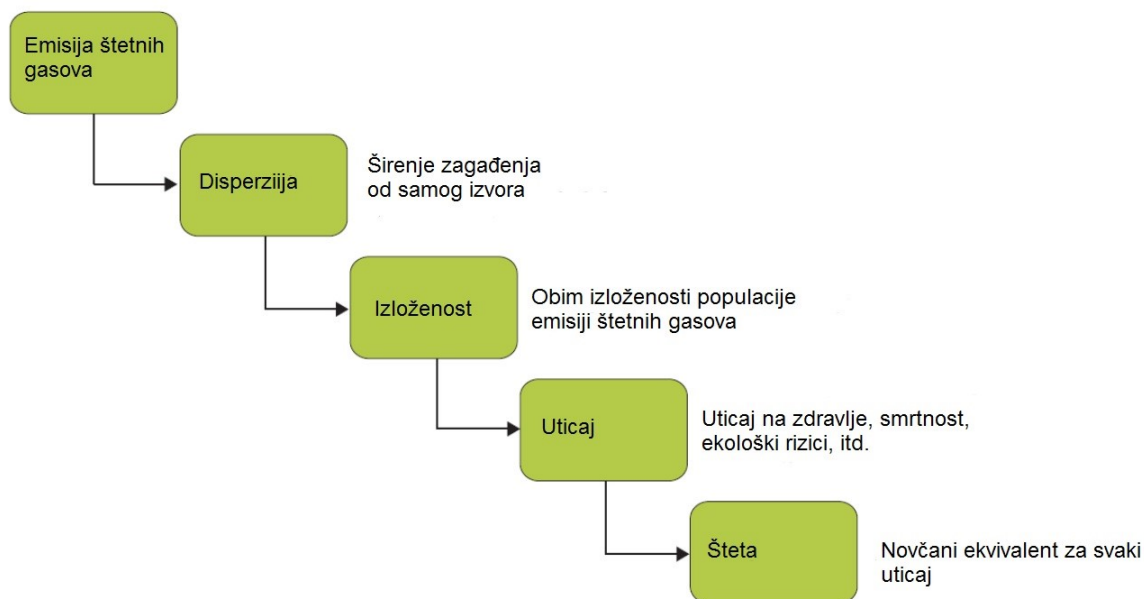 Emisija štetnih
gasova
Disperziija
Širenje zagađenja
od samog izvora
Izloženost
Obim izloženosti populacije
emisiji štetnih gasova
Uticaj
Uticaj na zdravlje, smrtnost,
ekološki rizici, itd.
Šteta
Novčani ekvivalent za svaki
uticaj